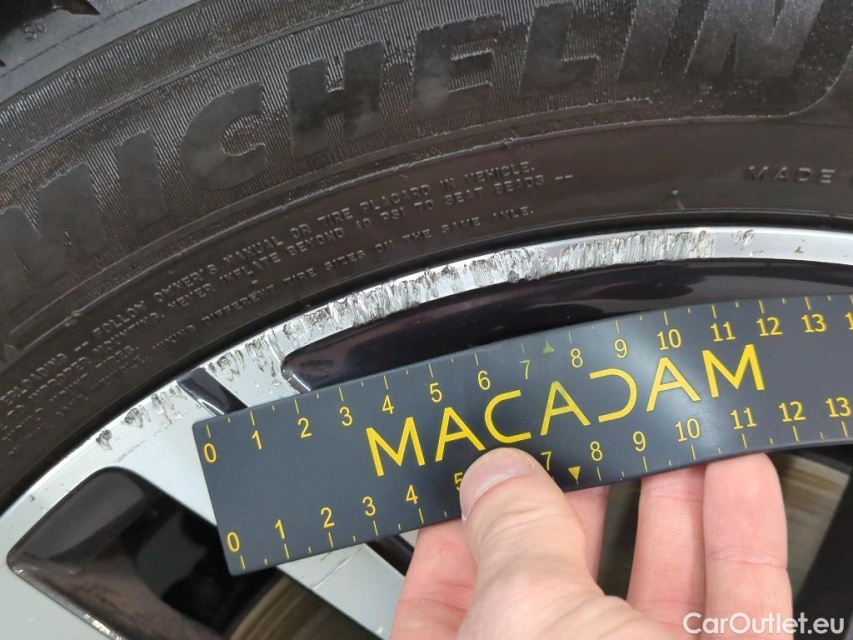 MICHELIN
FOLLOW OWNER'S MANUAL OR TIRE PLACARD IN VEHICLE.
NEVER INFLATE BEYOND 40 PSI TO SEAT BEADS --
DIFFERENT TIRE SIZES ON THE SAME AXLE.
MADE
0 1 2 3 4 5 6 7 8 9 10 11 12 13
MACADAM
0 1 2 3 4 5 7 8 9 10 11 12 13
CarOutlet.eu